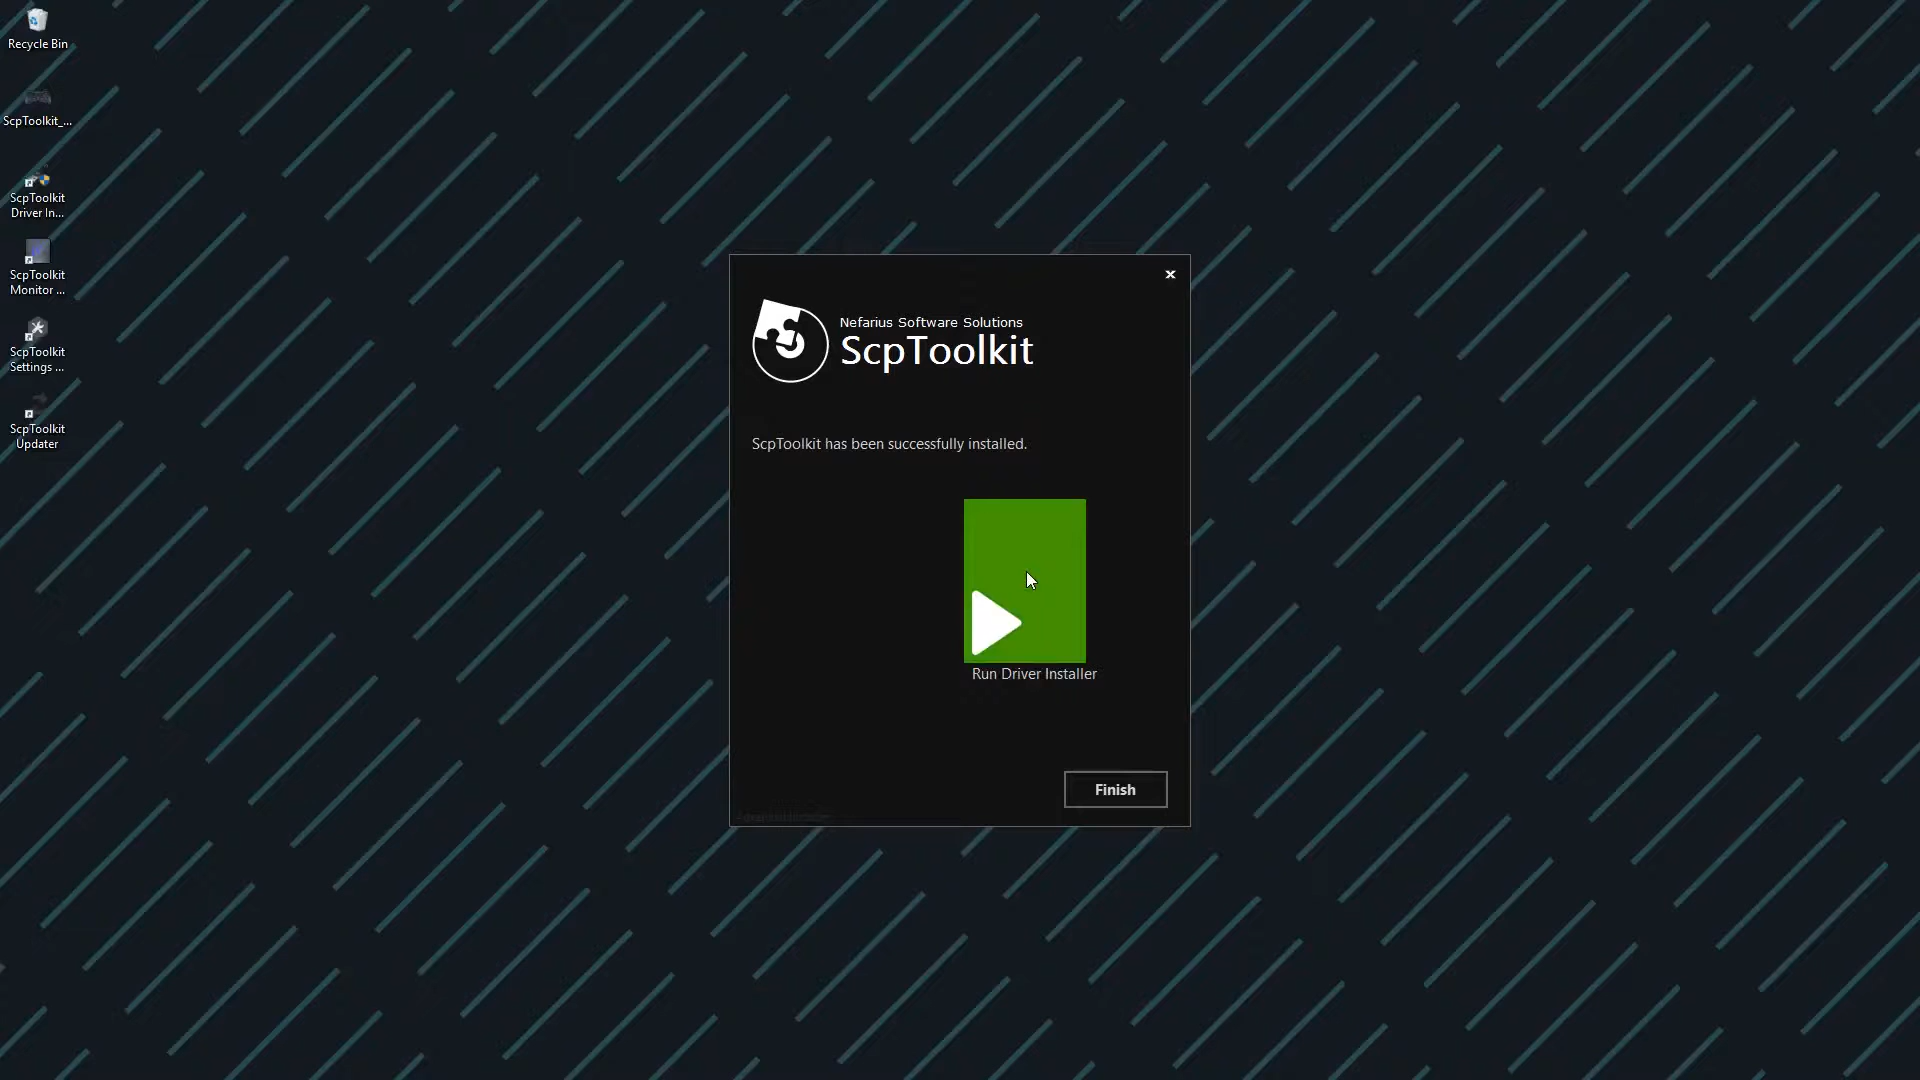 Recycle Bin
ScpToolkit_...
ScpToolkit
Driver In...
ScpToolkit
Monitor ...
ScpToolkit
Settings ...
ScpToolkit
Updater
Nefarius Software Solutions
ScpToolkit
ScpToolkit has been successfully installed.
Run Driver Installer
Finish